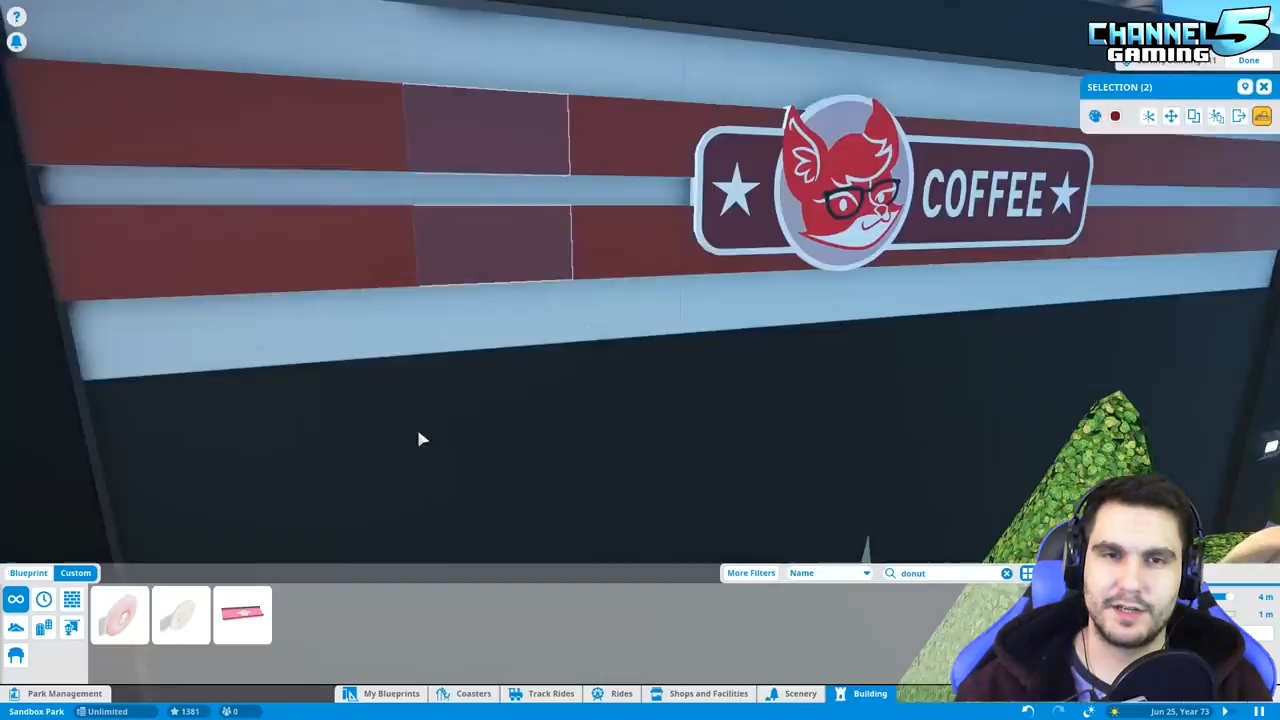 CHANNEL 5
GAMING
Done
SELECTION (2)
COFFEE
Blueprint
Custom
More Filters
Name
donut
4 m
1 m
Park Management
My Blueprints
Coasters
Track Rides
Rides
Shops and Facilities
Scenery
Building
Sandbox Park
Unlimited
1381
0
Jun 25, Year 73